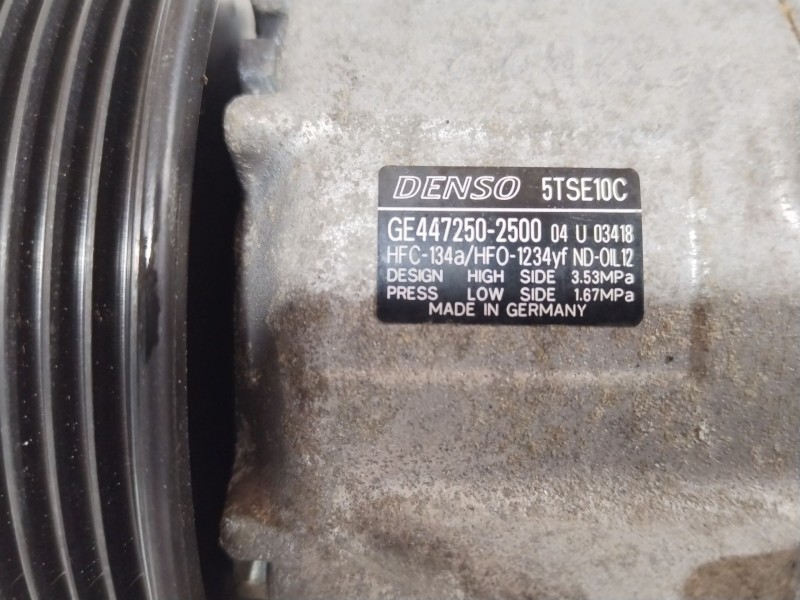 DENSO 5TSE10C
GE447250-2500 04 U 03418
HFC-134a/HFO-1234yf ND-OIL12
DESIGN HIGH SIDE 3.53MPa
PRESS LOW SIDE 1.67MPa
MADE IN GERMANY